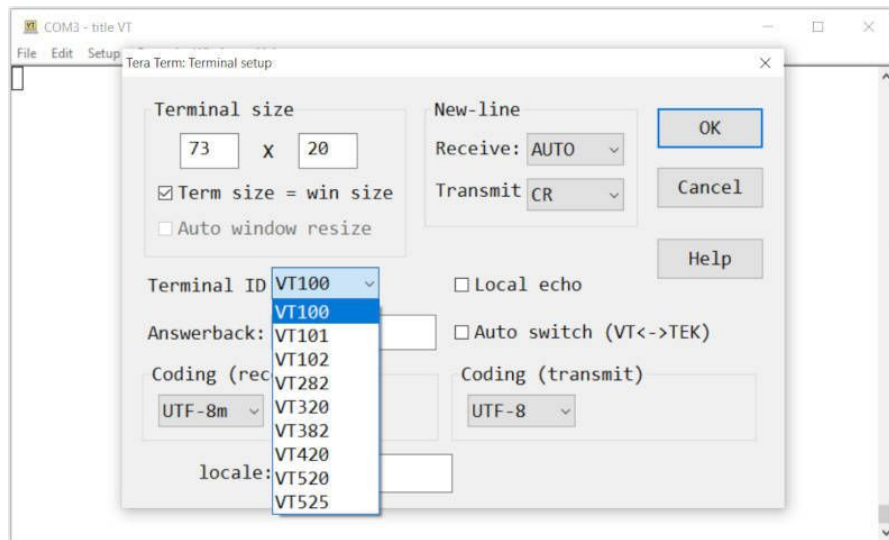 COM3 - title VT
File Edit Setup
Tera Term: Terminal setup
Terminal size
73 x 20
Term size = win size
Auto window resize
New-line
Receive: AUTO
Transmit CR
OK
Cancel
Help
Terminal ID VT100
VT100
VT101
VT102
VT282
VT320
VT382
VT420
VT520
VT525
Local echo
Answerback:
Auto switch (VT<->TEK)
Coding (rec
UTF-8m
Coding (transmit)
UTF-8
locale: